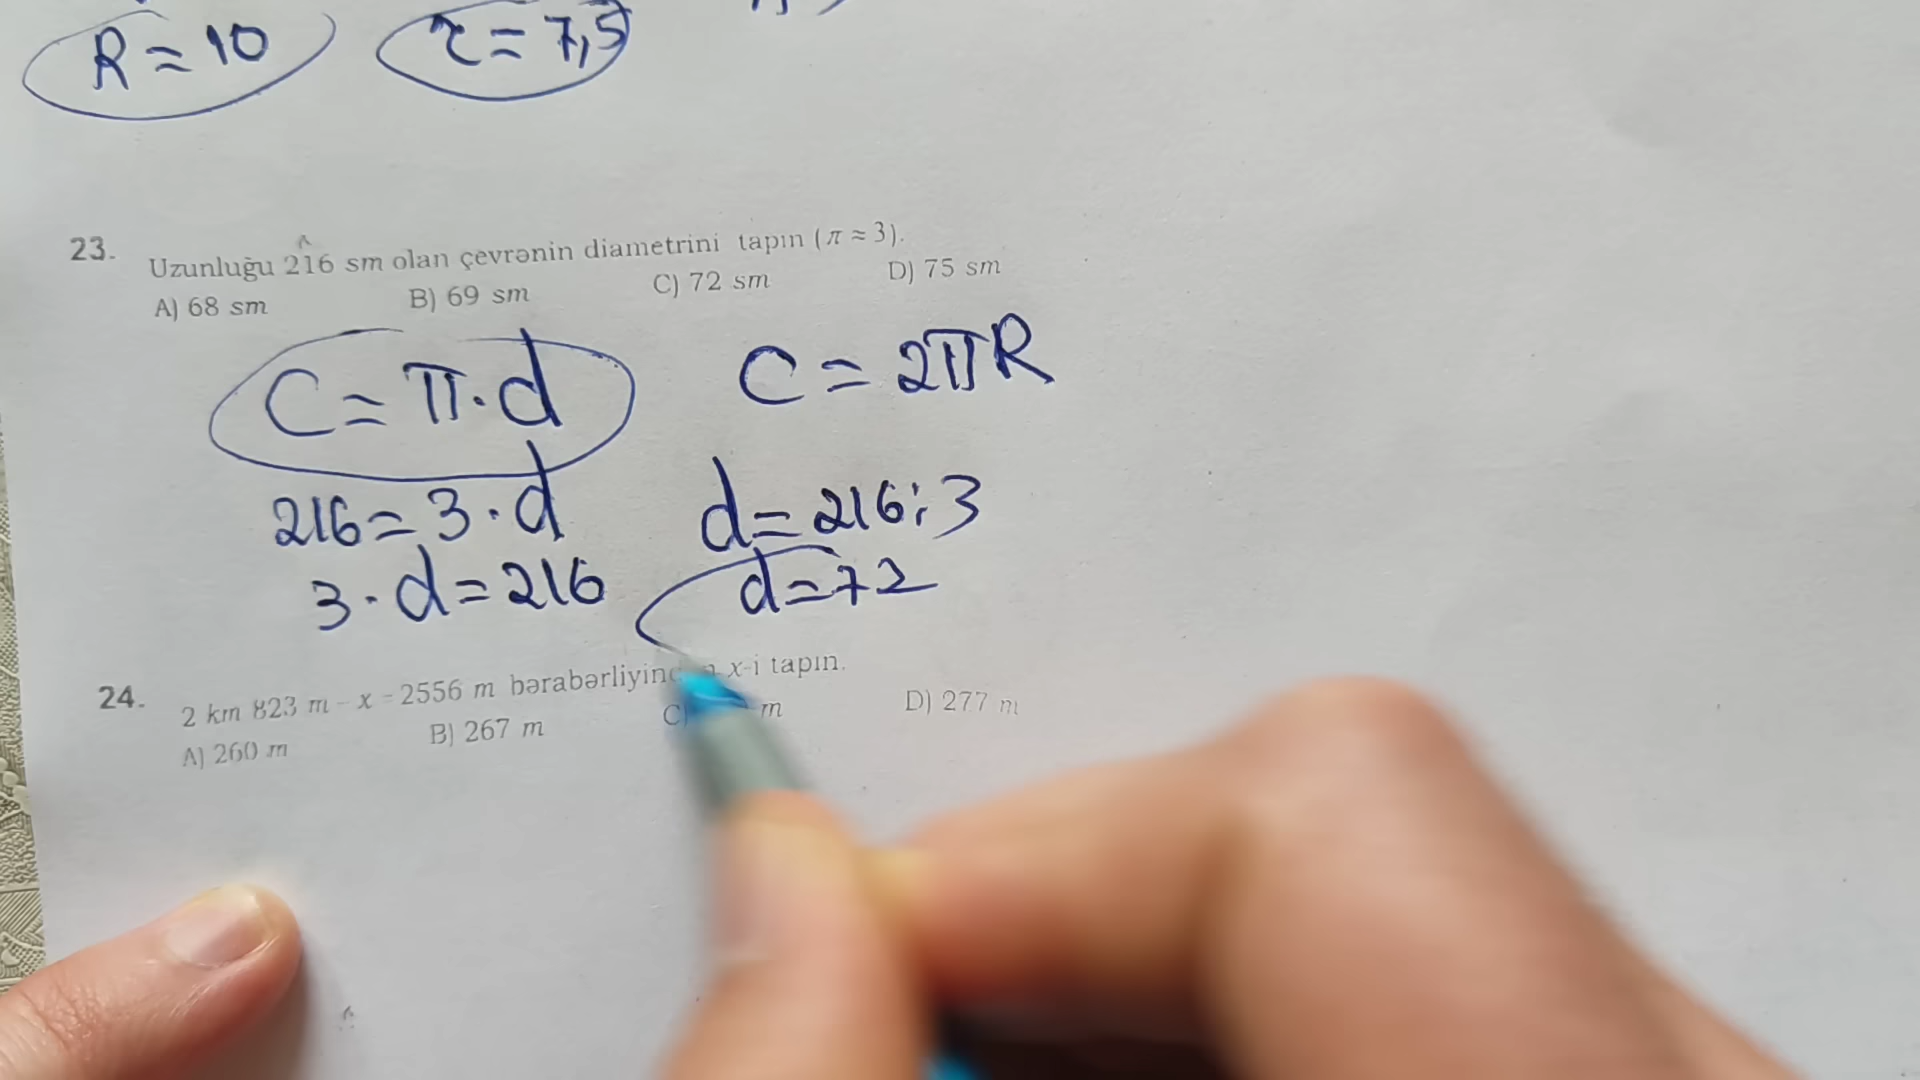 R = 10 r = 7,5
23. Uzunluğu 216 sm olan çevrənin diametrini tapın (π ≈ 3).
A) 68 sm B) 69 sm C) 72 sm D) 75 sm
C = π · d C = 2πR
216 = 3 · d d = 216 : 3
3 · d = 216 d = 72
24. 2 km 823 m - x = 2556 m x-i tapın.
A) 260 m B) 267 m C) m D) 277 m